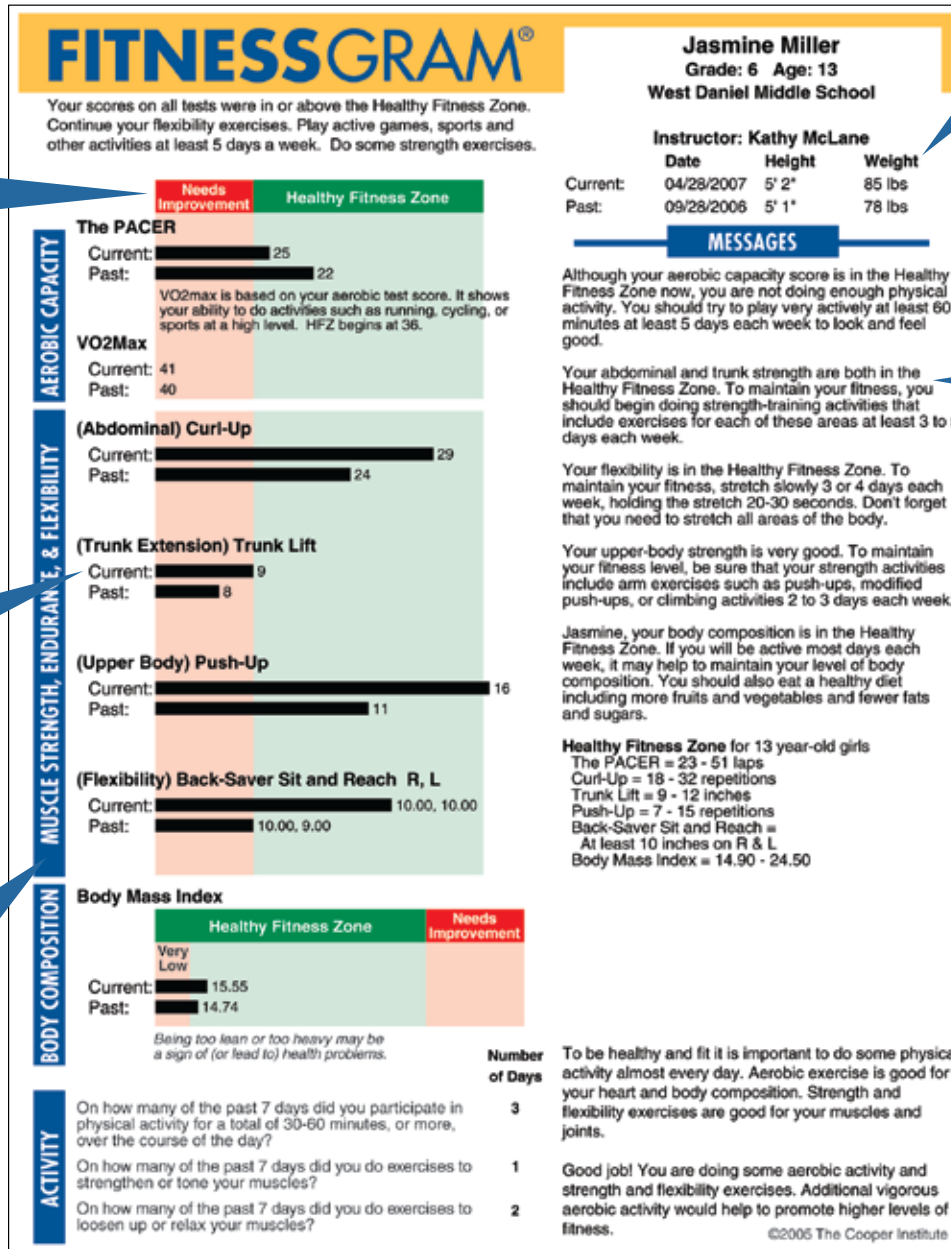 FITNESSGRAM®
Your scores on all tests were in or above the Healthy Fitness Zone.
Continue your flexibility exercises. Play active games, sports and
other activities at least 5 days a week. Do some strength exercises.
Jasmine Miller
Grade: 6 Age: 13
West Daniel Middle School
Instructor: Kathy McLane
Date Height Weight
Current: 04/28/2007 5' 2" 85 lbs
Past: 09/28/2006 5' 1" 78 lbs
MESSAGES
Although your aerobic capacity score is in the Healthy
Fitness Zone now, you are not doing enough physical
activity. You should try to play very actively at least 60
minutes at least 5 days each week to look and feel
good.
Your abdominal and trunk strength are both in the
Healthy Fitness Zone. To maintain your fitness, you
should begin doing strength-training activities that
include exercises for each of these areas at least 3 to
days each week.
Your flexibility is in the Healthy Fitness Zone. To
maintain your fitness, stretch slowly 3 or 4 days each
week, holding the stretch 20-30 seconds. Don't forget
that you need to stretch all areas of the body.
Your upper-body strength is very good. To maintain
your fitness level, be sure that your strength activities
include arm exercises such as push-ups, modified
push-ups, or climbing activities 2 to 3 days each week
Jasmine, your body composition is in the Healthy
Fitness Zone. If you will be active most days each
week, it may help to maintain your level of body
composition. You should also eat a healthy diet
including more fruits and vegetables and fewer fats
and sugars.
Healthy Fitness Zone for 13 year-old girls
The PACER = 23 - 51 laps
Curl-Up = 18 - 32 repetitions
Trunk Lift = 9 - 12 inches
Push-Up = 7 - 15 repetitions
Back-Saver Sit and Reach =
At least 10 inches on R & L
Body Mass Index = 14.90 - 24.50
Needs
Improvement
Healthy Fitness Zone
AEROBIC CAPACITY
The PACER
Current: 25
Past: 22
VO2max is based on your aerobic test score. It shows
your ability to do activities such as running, cycling, or
sports at a high level. HFZ begins at 36.
VO2Max
Current: 41
Past: 40
MUSCLE STRENGTH, ENDURANCE, & FLEXIBILITY
(Abdominal) Curl-Up
Current: 29
Past: 24
(Trunk Extension) Trunk Lift
Current: 9
Past: 8
(Upper Body) Push-Up
Current: 16
Past: 11
(Flexibility) Back-Saver Sit and Reach R, L
Current: 10.00, 10.00
Past: 10.00, 9.00
BODY COMPOSITION
Body Mass Index
Healthy Fitness Zone
Needs
Improvement
Very
Low
Current: 15.55
Past: 14.74
Being too lean or too heavy may be
a sign of (or lead to) health problems.
ACTIVITY
Number
of Days
On how many of the past 7 days did you participate in 3
physical activity for a total of 30-60 minutes, or more,
over the course of the day?
On how many of the past 7 days did you do exercises to 1
strengthen or tone your muscles?
On how many of the past 7 days did you do exercises to 2
loosen up or relax your muscles?
To be healthy and fit it is important to do some physica
activity almost every day. Aerobic exercise is good for
your heart and body composition. Strength and
flexibility exercises are good for your muscles and
joints.
Good job! You are doing some aerobic activity and
strength and flexibility exercises. Additional vigorous
aerobic activity would help to promote higher levels of
fitness.
©2005 The Cooper Institute